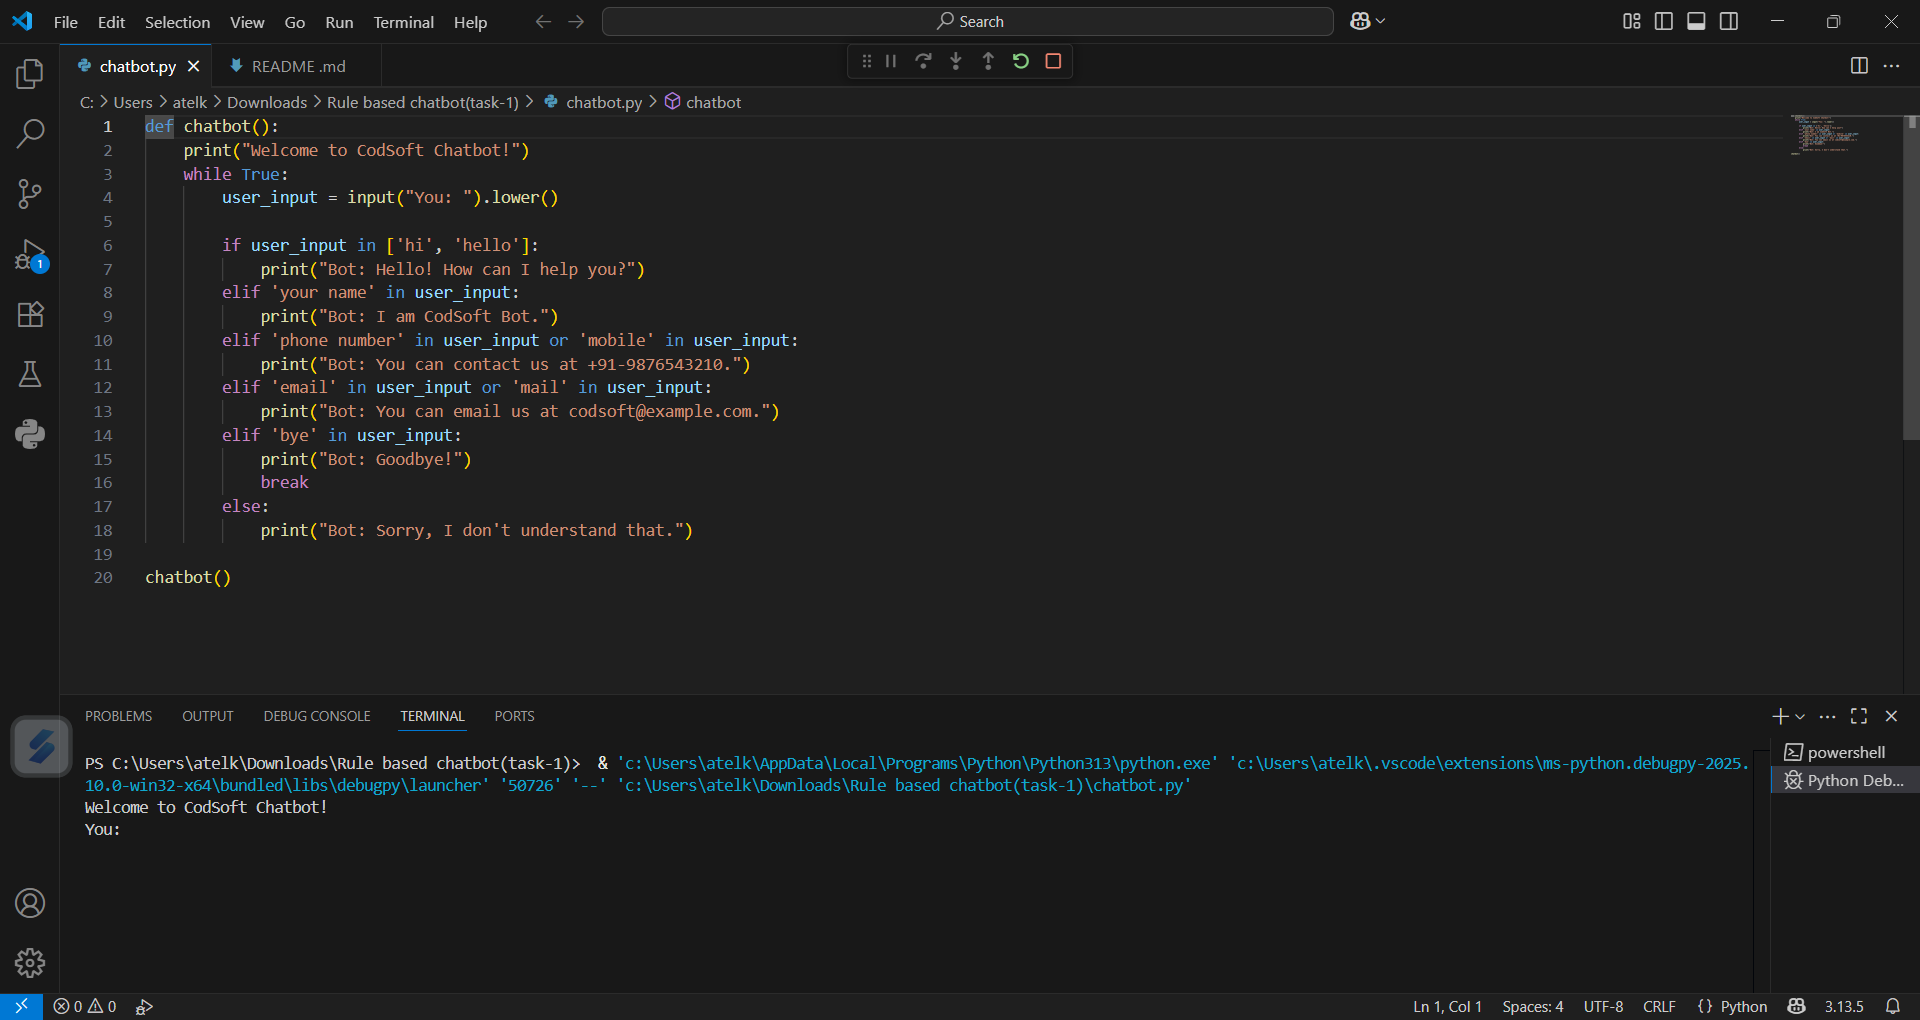 File Edit Selection View Go Run Terminal Help Search
chatbot.py README .md
C: > Users > atelk > Downloads > Rule based chatbot(task-1) > chatbot.py > chatbot
1 def chatbot():
2     print("Welcome to CodSoft Chatbot!")
3     while True:
4         user_input = input("You: ").lower()
5
6         if user_input in ['hi', 'hello']:
7             print("Bot: Hello! How can I help you?")
8         elif 'your name' in user_input:
9             print("Bot: I am CodSoft Bot.")
10         elif 'phone number' in user_input or 'mobile' in user_input:
11             print("Bot: You can contact us at +91-9876543210.")
12         elif 'email' in user_input or 'mail' in user_input:
13             print("Bot: You can email us at codsoft@example.com.")
14         elif 'bye' in user_input:
15             print("Bot: Goodbye!")
16             break
17         else:
18             print("Bot: Sorry, I don't understand that.")
19
20 chatbot()
1
PROBLEMS OUTPUT DEBUG CONSOLE TERMINAL PORTS
PS C:\Users\atelk\Downloads\Rule based chatbot(task-1)>  & 'c:\Users\atelk\AppData\Local\Programs\Python\Python313\python.exe' 'c:\Users\atelk\.vscode\extensions\ms-python.debugpy-2025.
10.0-win32-x64\bundled\libs\debugpy\launcher' '50726' '--' 'c:\Users\atelk\Downloads\Rule based chatbot(task-1)\chatbot.py'
Welcome to CodSoft Chatbot!
You:
powershell
Python Deb...
0 0 Ln 1, Col 1 Spaces: 4 UTF-8 CRLF {} Python 3.13.5